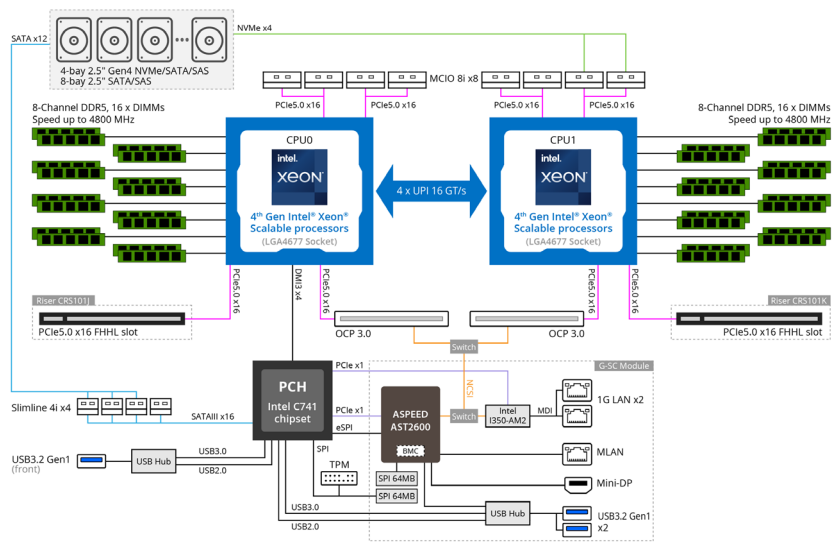 SATA x12
NVMe x4
4-bay 2.5" Gen4 NVMe/SATA/SAS
8-bay 2.5" SATA/SAS
MCIO 8i x8
PCIe5.0 x16
PCIe5.0 x16
PCIe5.0 x16
PCIe5.0 x16
8-Channel DDR5, 16 x DIMMs
Speed up to 4800 MHz
8-Channel DDR5, 16 x DIMMs
Speed up to 4800 MHz
CPU0
intel.
xeon
4th Gen Intel® Xeon®
Scalable processors
(LGA4677 Socket)
4 x UPI 16 GT/s
CPU1
intel.
xeon
4th Gen Intel® Xeon®
Scalable processors
(LGA4677 Socket)
PCIe5.0 x16
DMI3 x4
PCIe5.0 x16
PCIe5.0 x16
PCIe5.0 x16
Riser CRS101J
PCIe5.0 x16 FHHL slot
OCP 3.0
OCP 3.0
Riser CRS101K
PCIe5.0 x16 FHHL slot
Switch
G-SC Module
PCH
Intel C741
chipset
PCIe x1
PCIe x1
eSPI
SPI
NCSI
ASPEED
AST2600
BMC
Switch
Intel
I350-AM2
MDI
1G LAN x2
Slimline 4i x4
SATAIII x16
USB3.2 Gen1
(front)
USB Hub
USB3.0
USB2.0
TPM
SPI 64MB
SPI 64MB
MLAN
Mini-DP
USB3.0
USB2.0
USB Hub
USB3.2 Gen1
x2